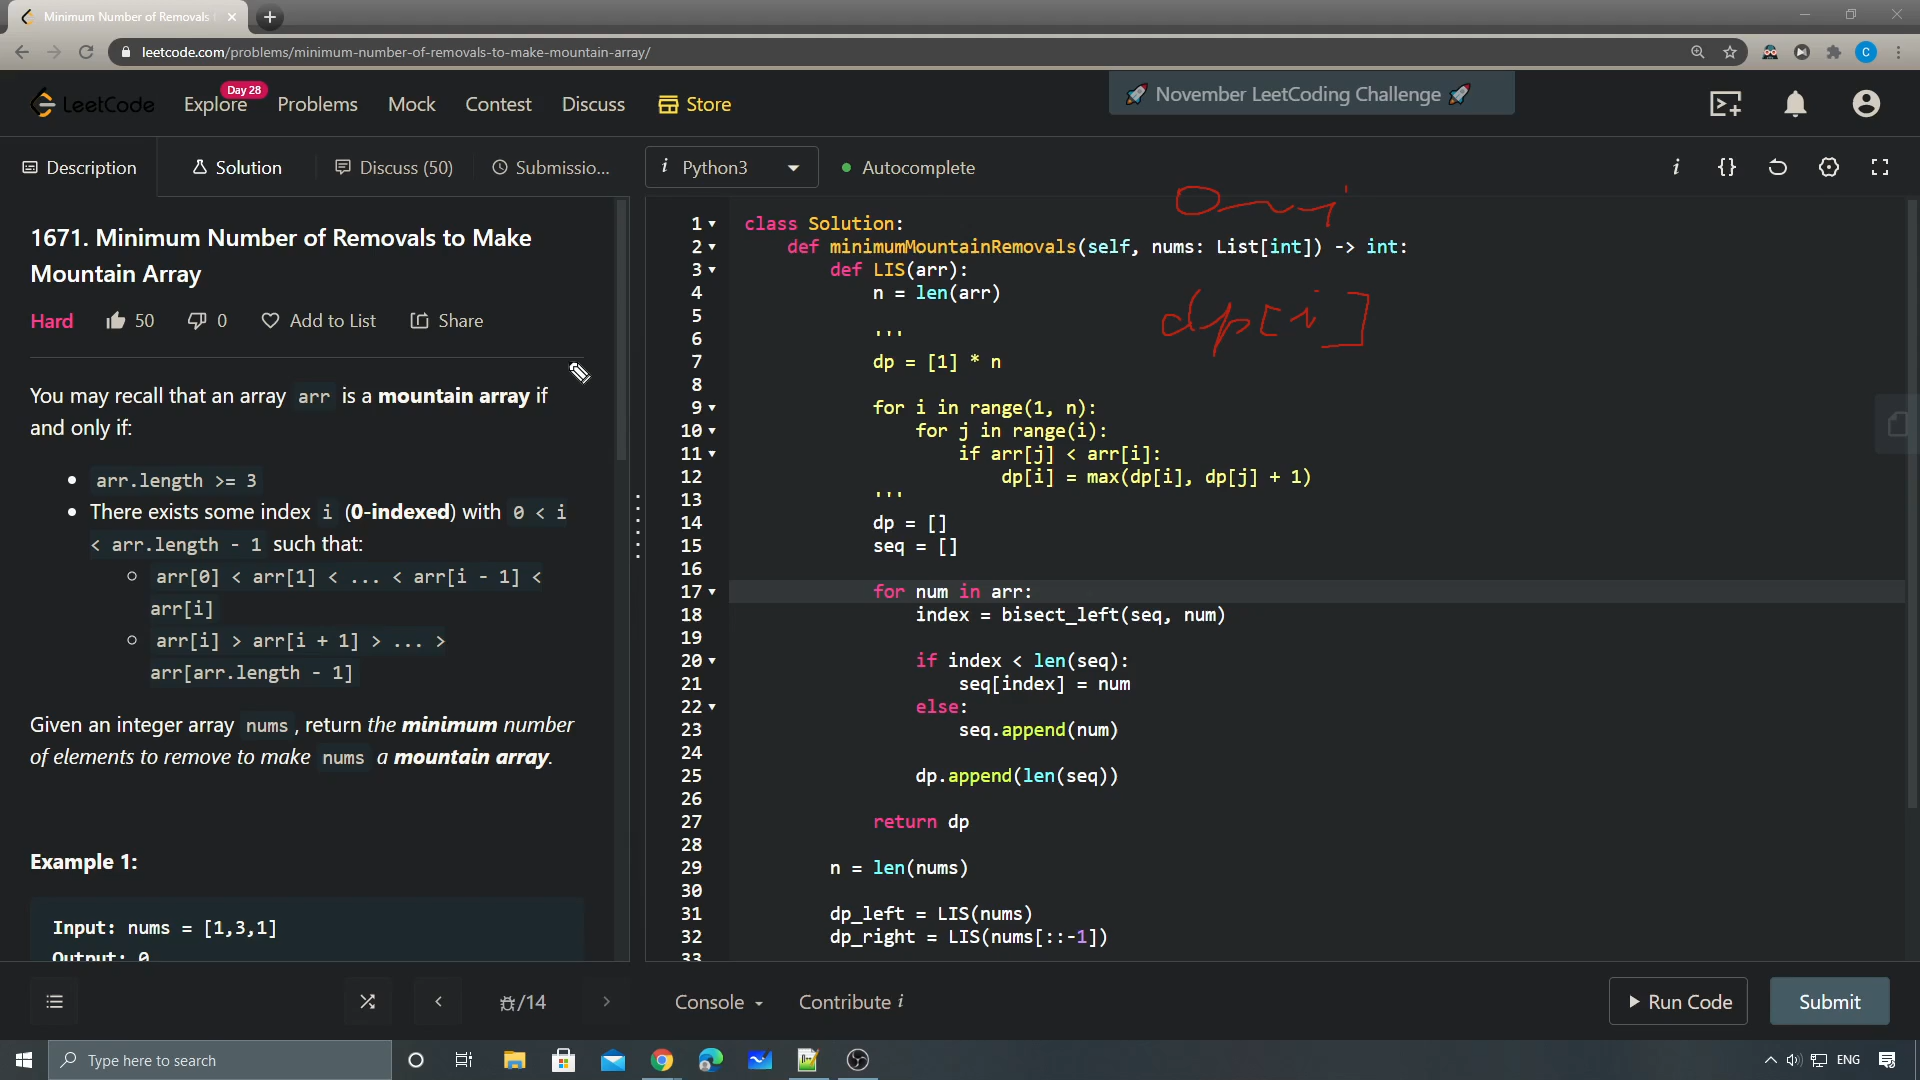 Minimum Number of Removals
leetcode.com/problems/minimum-number-of-removals-to-make-mountain-array/
C
LeetCode
Explore
Day 28
Problems
Mock
Contest
Discuss
Store
🚀 November LeetCoding Challenge 🚀
Description
Solution
Discuss (50)
Submissio...
i Python3
Autocomplete
i
{}
1671. Minimum Number of Removals to Make
Mountain Array
Hard
50
0
Add to List
Share
You may recall that an array arr is a mountain array if
and only if:
arr.length >= 3
There exists some index i (0-indexed) with 0 < i
< arr.length - 1 such that:
arr[0] < arr[1] < ... < arr[i - 1] <
arr[i]
arr[i] > arr[i + 1] > ... >
arr[arr.length - 1]
Given an integer array nums, return the minimum number
of elements to remove to make nums a mountain array.
Example 1:
Input: nums = [1,3,1]
Output: 0
1 class Solution:
2 def minimumMountainRemovals(self, nums: List[int]) -> int:
3 def LIS(arr):
4 n = len(arr)
5
6 '''
7 dp = [1] * n
8
9 for i in range(1, n):
10 for j in range(i):
11 if arr[j] < arr[i]:
12 dp[i] = max(dp[i], dp[j] + 1)
13 '''
14 dp = []
15 seq = []
16
17 for num in arr:
18 index = bisect_left(seq, num)
19
20 if index < len(seq):
21 seq[index] = num
22 else:
23 seq.append(num)
24
25 dp.append(len(seq))
26
27 return dp
28
29 n = len(nums)
30
31 dp_left = LIS(nums)
32 dp_right = LIS(nums[::-1])
33
0~i
dp[i]
/14
Console
Contribute i
Run Code
Submit
Type here to search
ENG